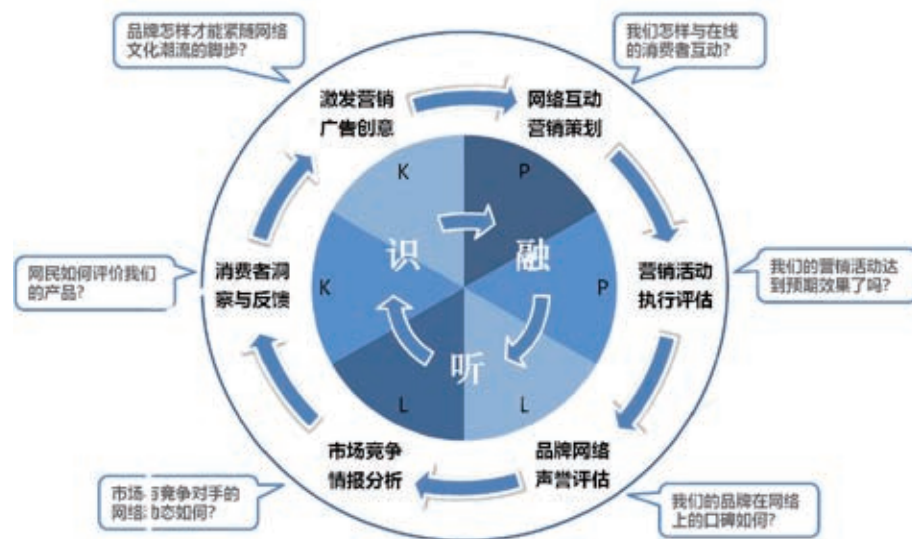 品牌怎样才能紧随网络
文化潮流的脚步?
我们怎样与在线
的消费者互动?
激发营销
广告创意
网络互动
营销策划
K
P
识
融
网民如何评价我们
的产品?
消费者洞
察与反馈
K
P
营销活动
执行评估
我们的营销活动达
到预期效果了吗?
听
L
L
市场竞争
情报分析
品牌网络
声誉评估
市场与竞争对手的
网络动态如何?
我们的品牌在网络
上的口碑如何?